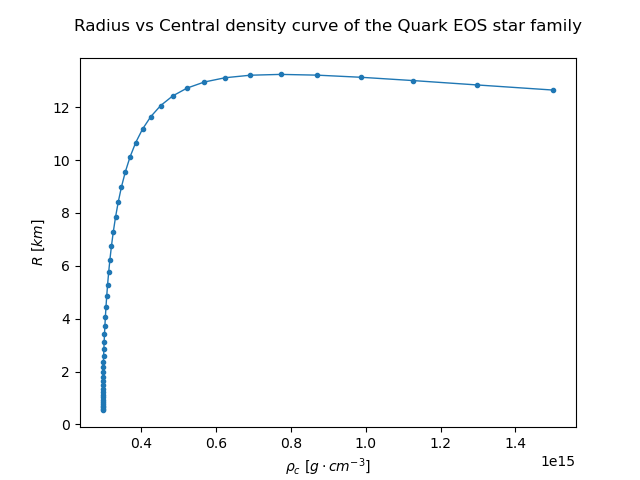 Radius vs Central density curve of the Quark EOS star family
12
10
8
6
4
2
0
R [km]
0.4 0.6 0.8 1.0 1.2 1.4
1e15
ρc [g · cm⁻³]